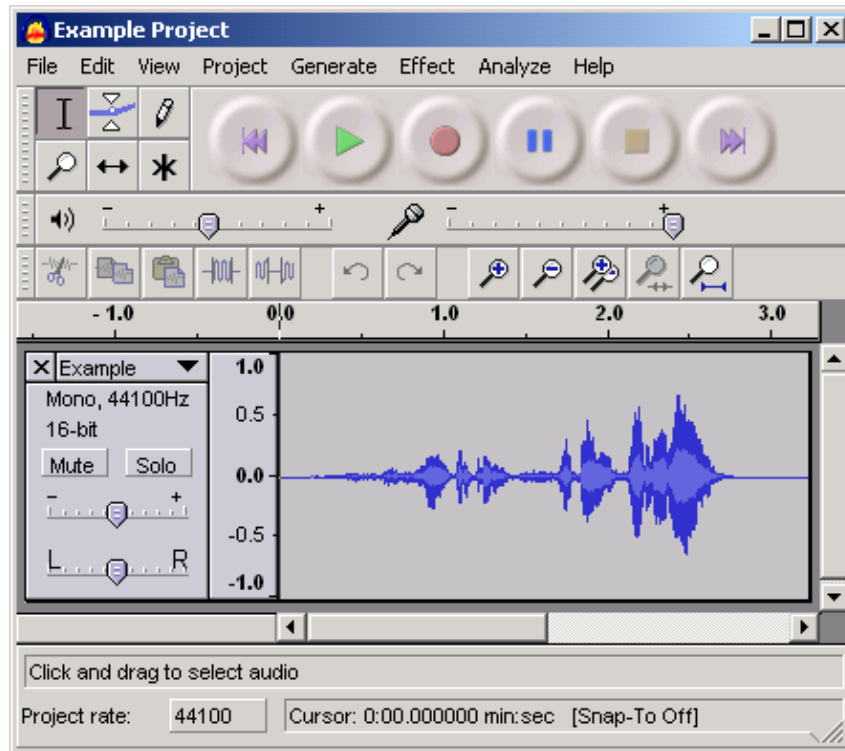 Example Project
File Edit View Project Generate Effect Analyze Help
- +
- +
- 1.0 0.0 1.0 2.0 3.0
Example
Mono, 44100Hz
16-bit
Mute Solo
- +
L R
1.0
0.5
0.0
-0.5
-1.0
Click and drag to select audio
Project rate: 44100 Cursor: 0:00.000000 min:sec [Snap-To Off]